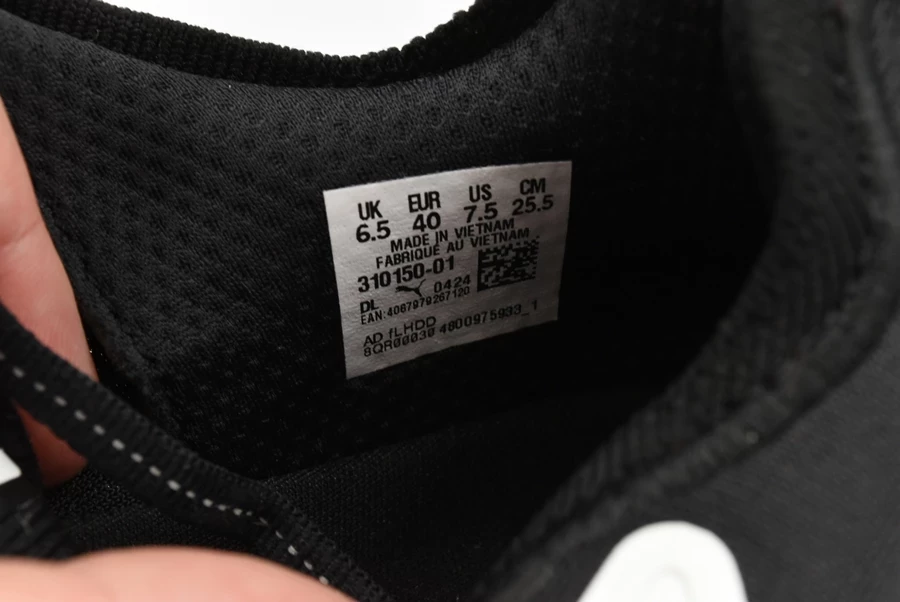 UK EUR US CM
6.5 40 7.5 25.5
MADE IN VIETNAM
FABRIQUÉ AU VIETNAM
310150-01
DL 0424
EAN:4067979267120
AD fLHDD
8QR00030 4800975933_1